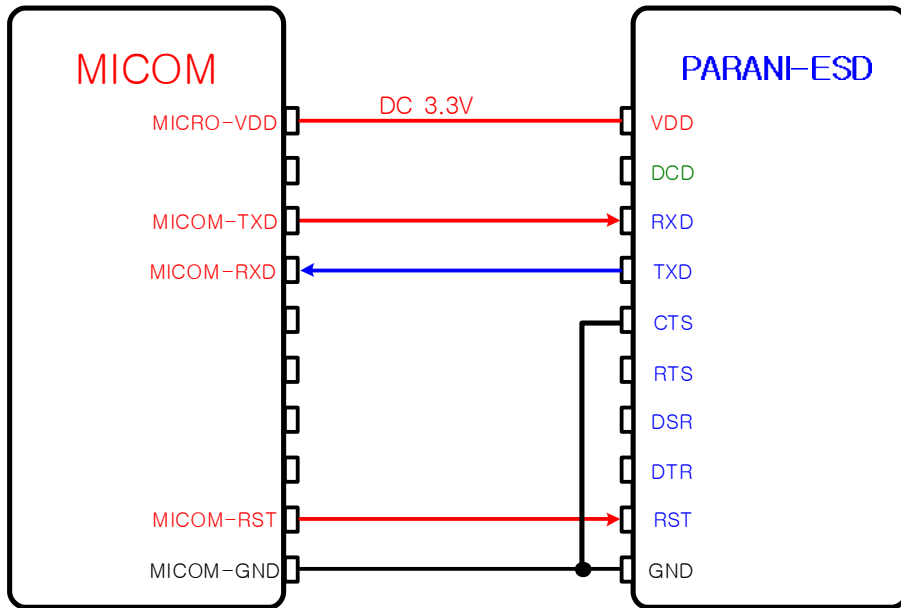 MICOM
PARANI-ESD
DC 3.3V
MICRO-VDD
VDD
DCD
MICOM-TXD
RXD
MICOM-RXD
TXD
CTS
RTS
DSR
DTR
MICOM-RST
RST
MICOM-GND
GND